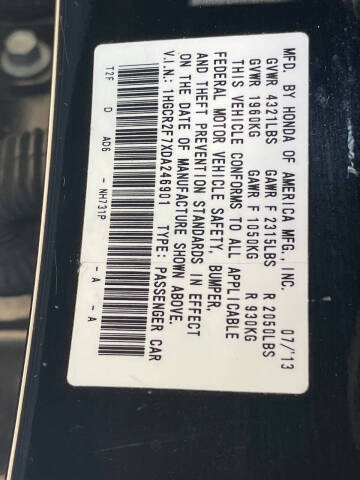 MFD. BY HONDA OF AMERICA MFG., INC. 07/'13
GVWR 4321LBS GAWR F 2315LBS R 2050LBS
GVWR 1960KG GAWR F 1050KG R 930KG
THIS VEHICLE CONFORMS TO ALL APPLICABLE
FEDERAL MOTOR VEHICLE SAFETY, BUMPER,
AND THEFT PREVENTION STANDARDS IN EFFECT
ON THE DATE OF MANUFACTURE SHOWN ABOVE.
V.I.N.: 1HGCR2F7XDA246901 TYPE: PASSENGER CAR
T2F D AD6 - NH731P - A - A